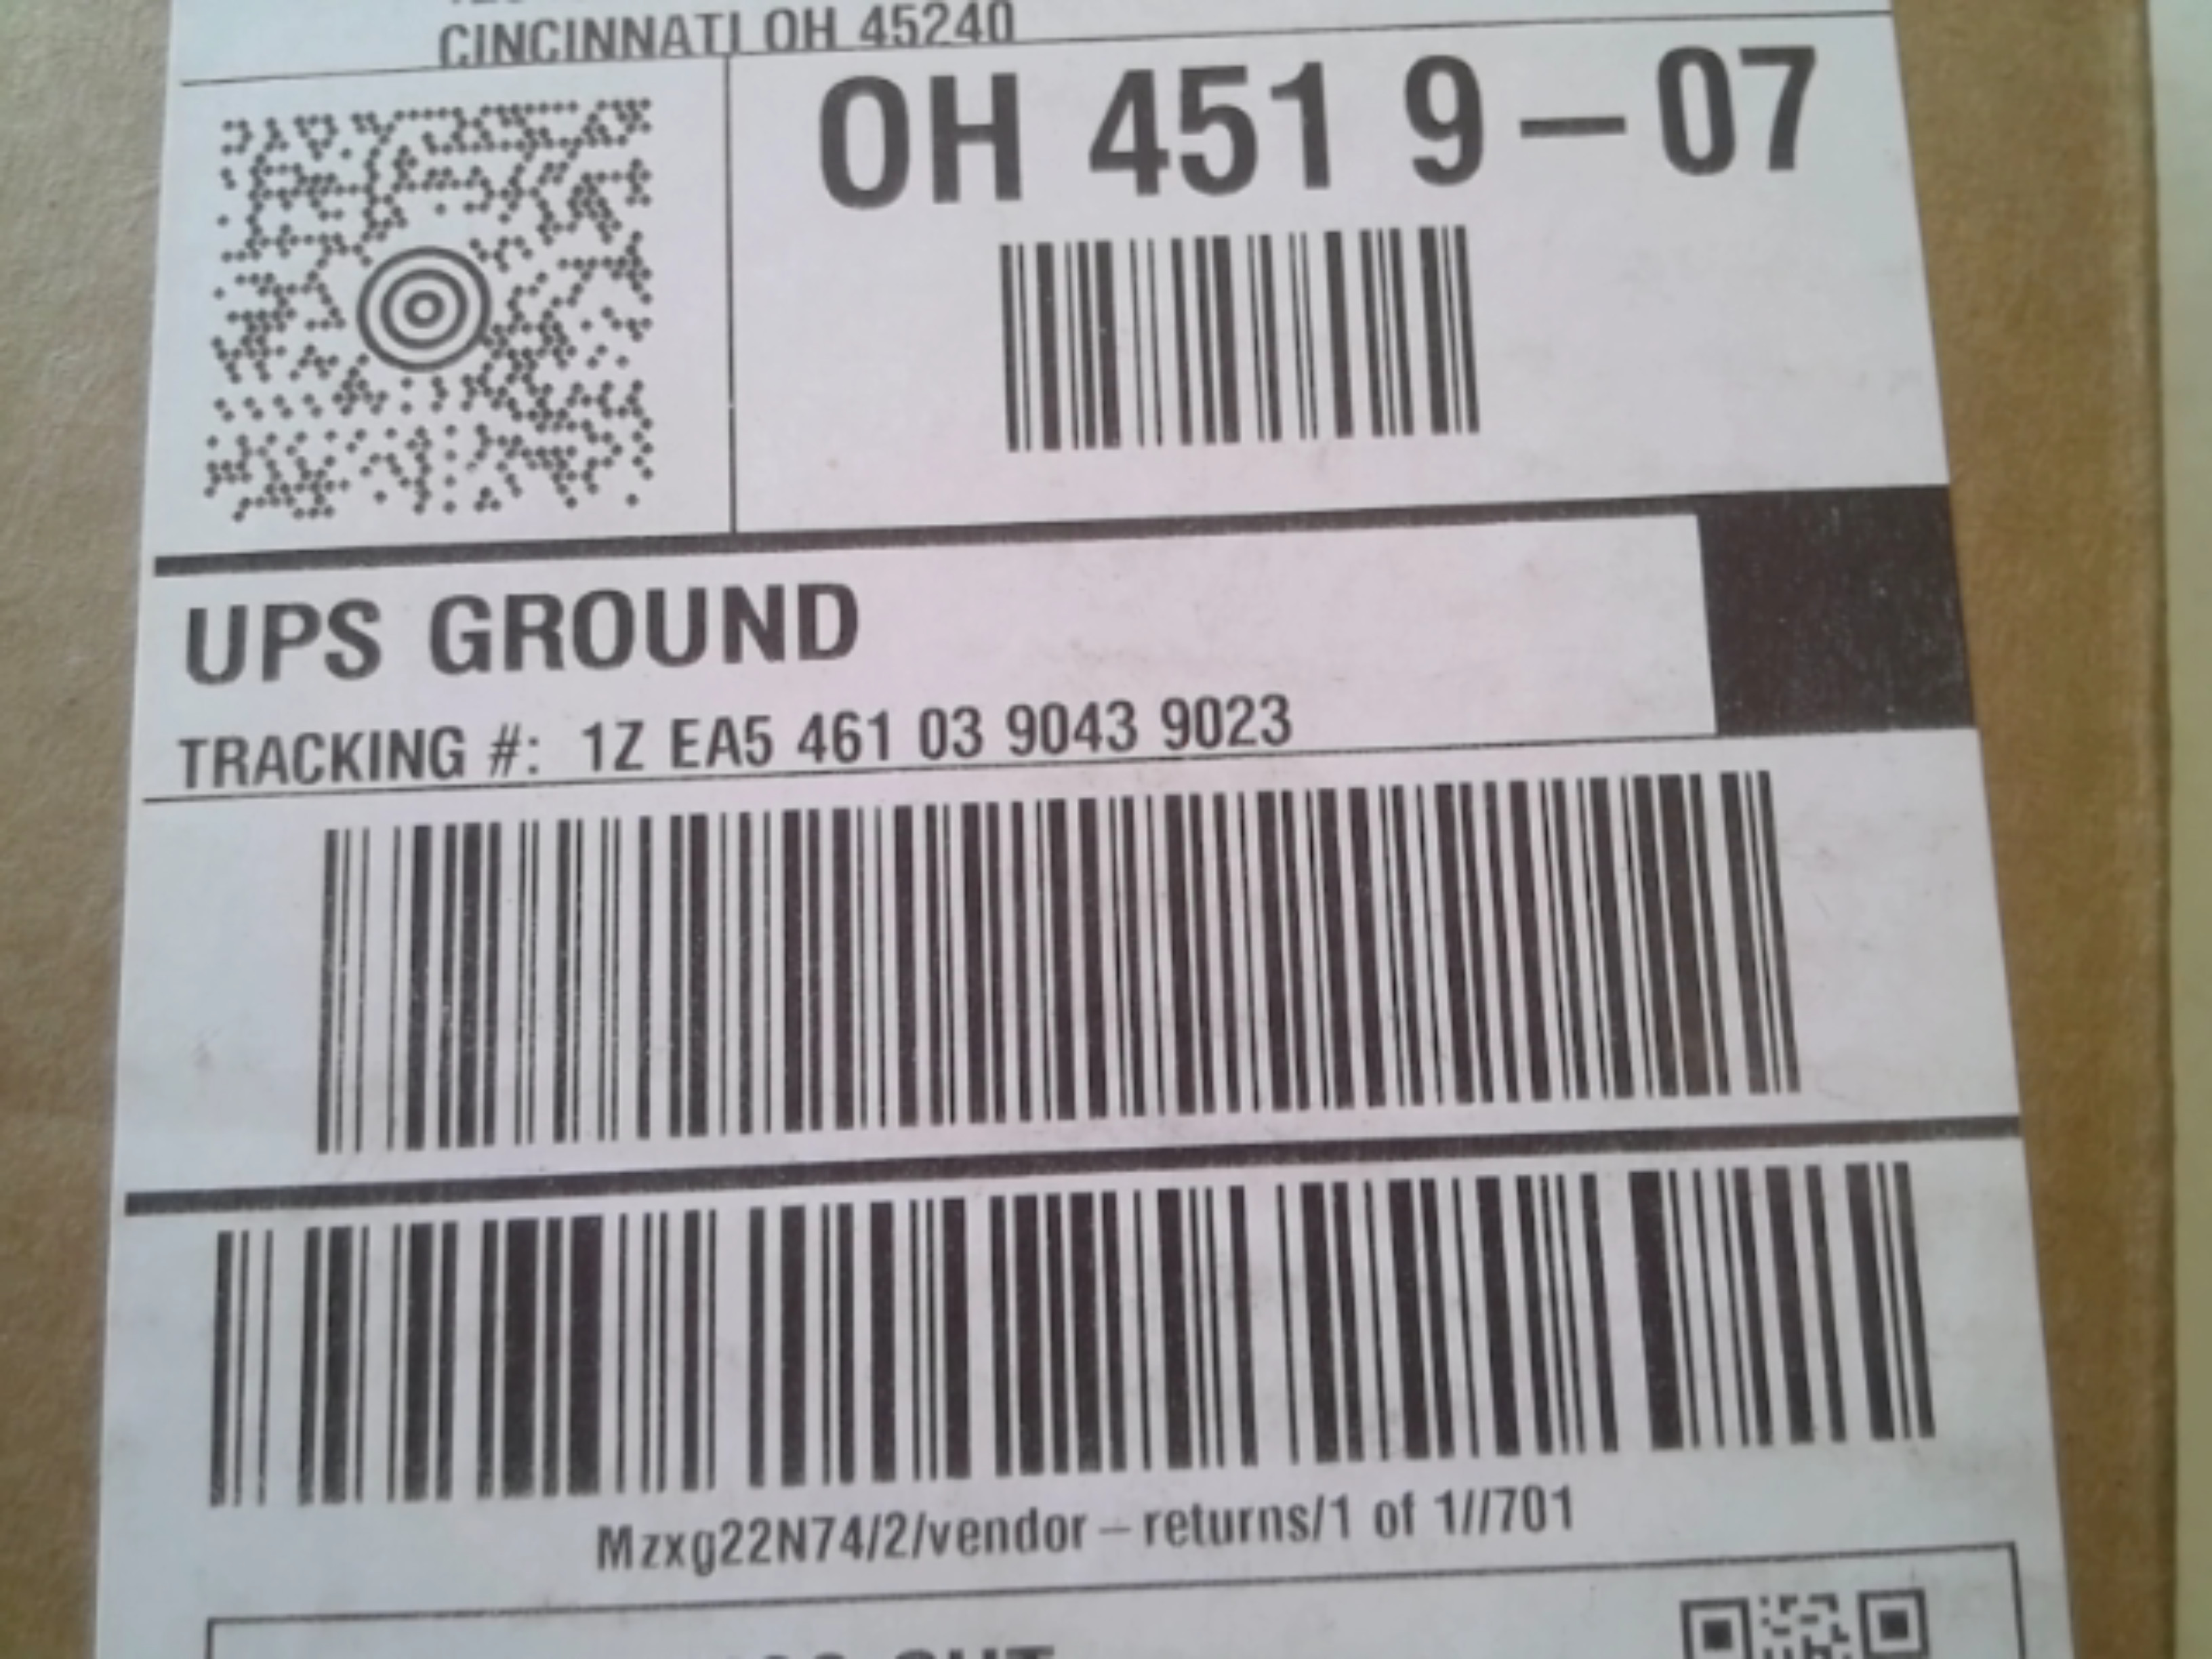 CINCINNATI OH 45240
OH 451 9-07
UPS GROUND
TRACKING #: 1Z EA5 461 03 9043 9023
Mzxg22N74/2/vendor-returns/1 of 1//701